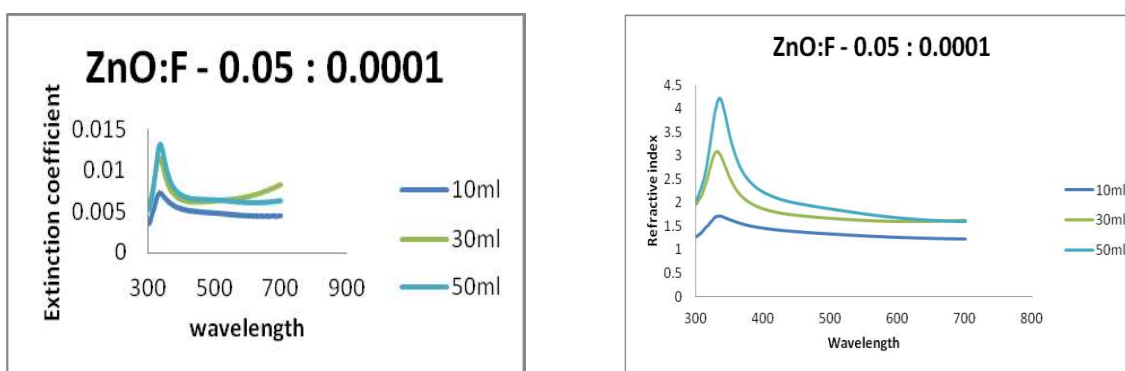 ZnO:F - 0.05 : 0.0001
Extinction coefficient
0.015
0.01
0.005
0
300 500 700 900
wavelength
10ml
30ml
50ml
ZnO:F - 0.05 : 0.0001
Refractive index
4.5
4
3.5
3
2.5
2
1.5
1
0.5
0
300 400 500 600 700 800
Wavelength
10ml
30ml
50ml